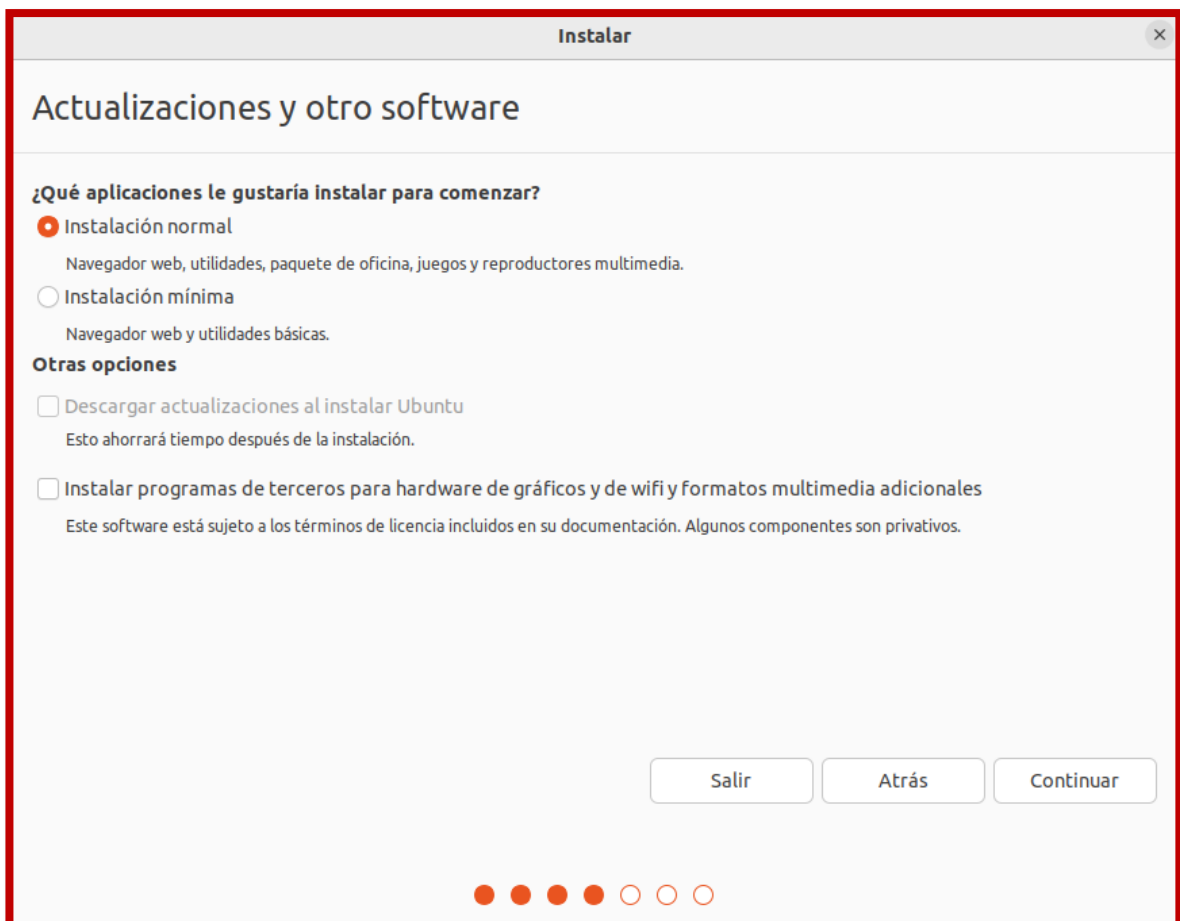 Instalar
Actualizaciones y otro software
¿Qué aplicaciones le gustaría instalar para comenzar?
Instalación normal
Navegador web, utilidades, paquete de oficina, juegos y reproductores multimedia.
Instalación mínima
Navegador web y utilidades básicas.
Otras opciones
Descargar actualizaciones al instalar Ubuntu
Esto ahorrará tiempo después de la instalación.
Instalar programas de terceros para hardware de gráficos y de wifi y formatos multimedia adicionales
Este software está sujeto a los términos de licencia incluidos en su documentación. Algunos componentes son privativos.
Salir Atrás Continuar